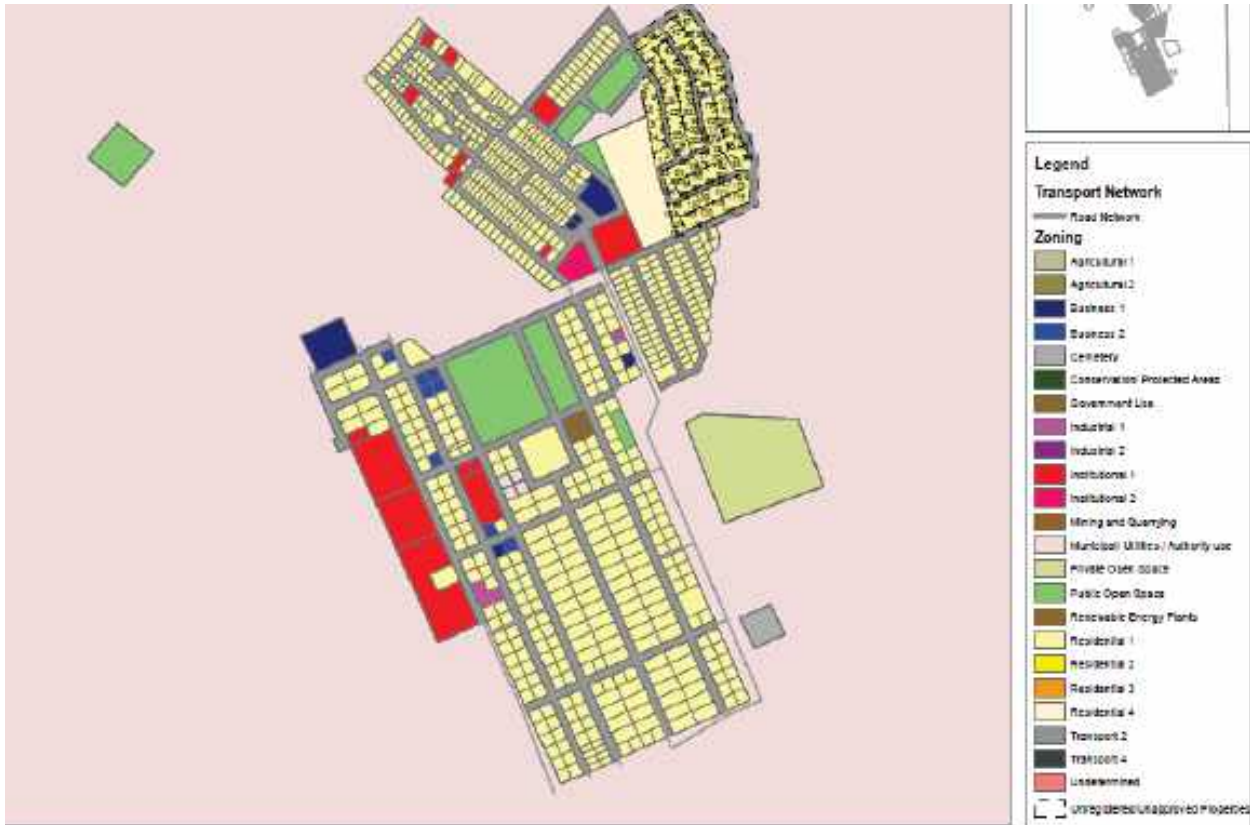 Legend
Transport Network
Road Network
Zoning
Agricultural 1
Agricultural 2
Business 1
Business 2
Cemetery
Conservation/ Protected Areas
Government Use
Industrial 1
Industrial 2
Institutional 1
Institutional 2
Mining and Quarrying
Municipal/ Utilities / Authority use
Private Open Space
Public Open Space
Renewable Energy Plants
Residential 1
Residential 2
Residential 3
Residential 4
Transport 2
Transport 4
Undetermined
Unregistered/Unapproved Properties